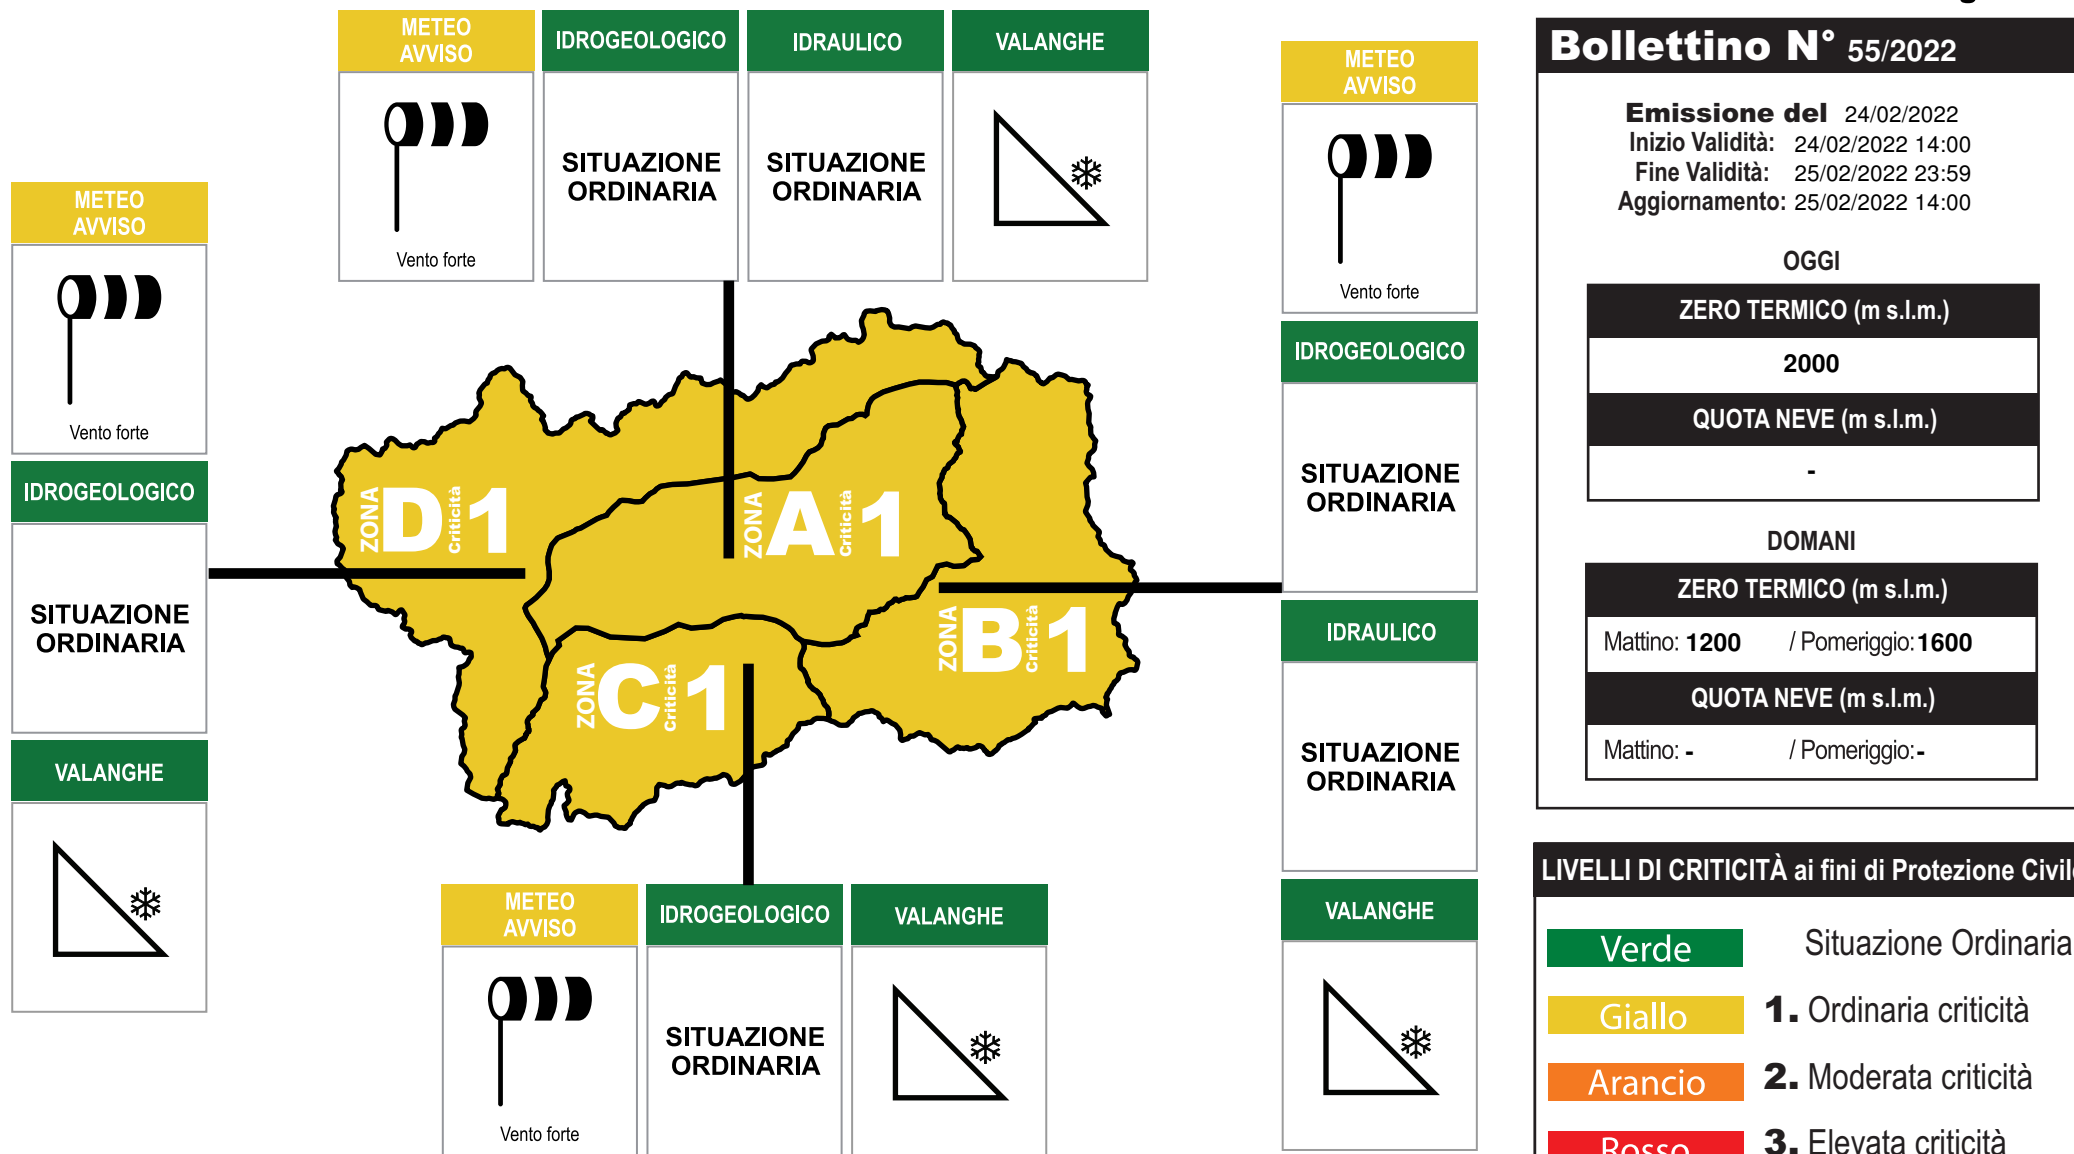 METEO
AVVISO
IDROGEOLOGICO
IDRAULICO
VALANGHE
Vento forte
SITUAZIONE
ORDINARIA
SITUAZIONE
ORDINARIA
METEO
AVVISO
Vento forte
IDROGEOLOGICO
SITUAZIONE
ORDINARIA
VALANGHE
METEO
AVVISO
Vento forte
IDROGEOLOGICO
SITUAZIONE
ORDINARIA
IDRAULICO
SITUAZIONE
ORDINARIA
VALANGHE
ZONA D Criticità 1
ZONA A Criticità 1
ZONA B Criticità 1
ZONA C Criticità 1
METEO
AVVISO
IDROGEOLOGICO
VALANGHE
Vento forte
SITUAZIONE
ORDINARIA
Bollettino N° 55/2022
Emissione del 24/02/2022
Inizio Validità: 24/02/2022 14:00
Fine Validità: 25/02/2022 23:59
Aggiornamento: 25/02/2022 14:00
OGGI
ZERO TERMICO (m s.l.m.)
2000
QUOTA NEVE (m s.l.m.)
-
DOMANI
ZERO TERMICO (m s.l.m.)
Mattino: 1200 / Pomeriggio: 1600
QUOTA NEVE (m s.l.m.)
Mattino: - / Pomeriggio: -
LIVELLI DI CRITICITÀ ai fini di Protezione Civile
Verde Situazione Ordinaria
Giallo 1. Ordinaria criticità
Arancio 2. Moderata criticità
Rosso 3. Elevata criticità